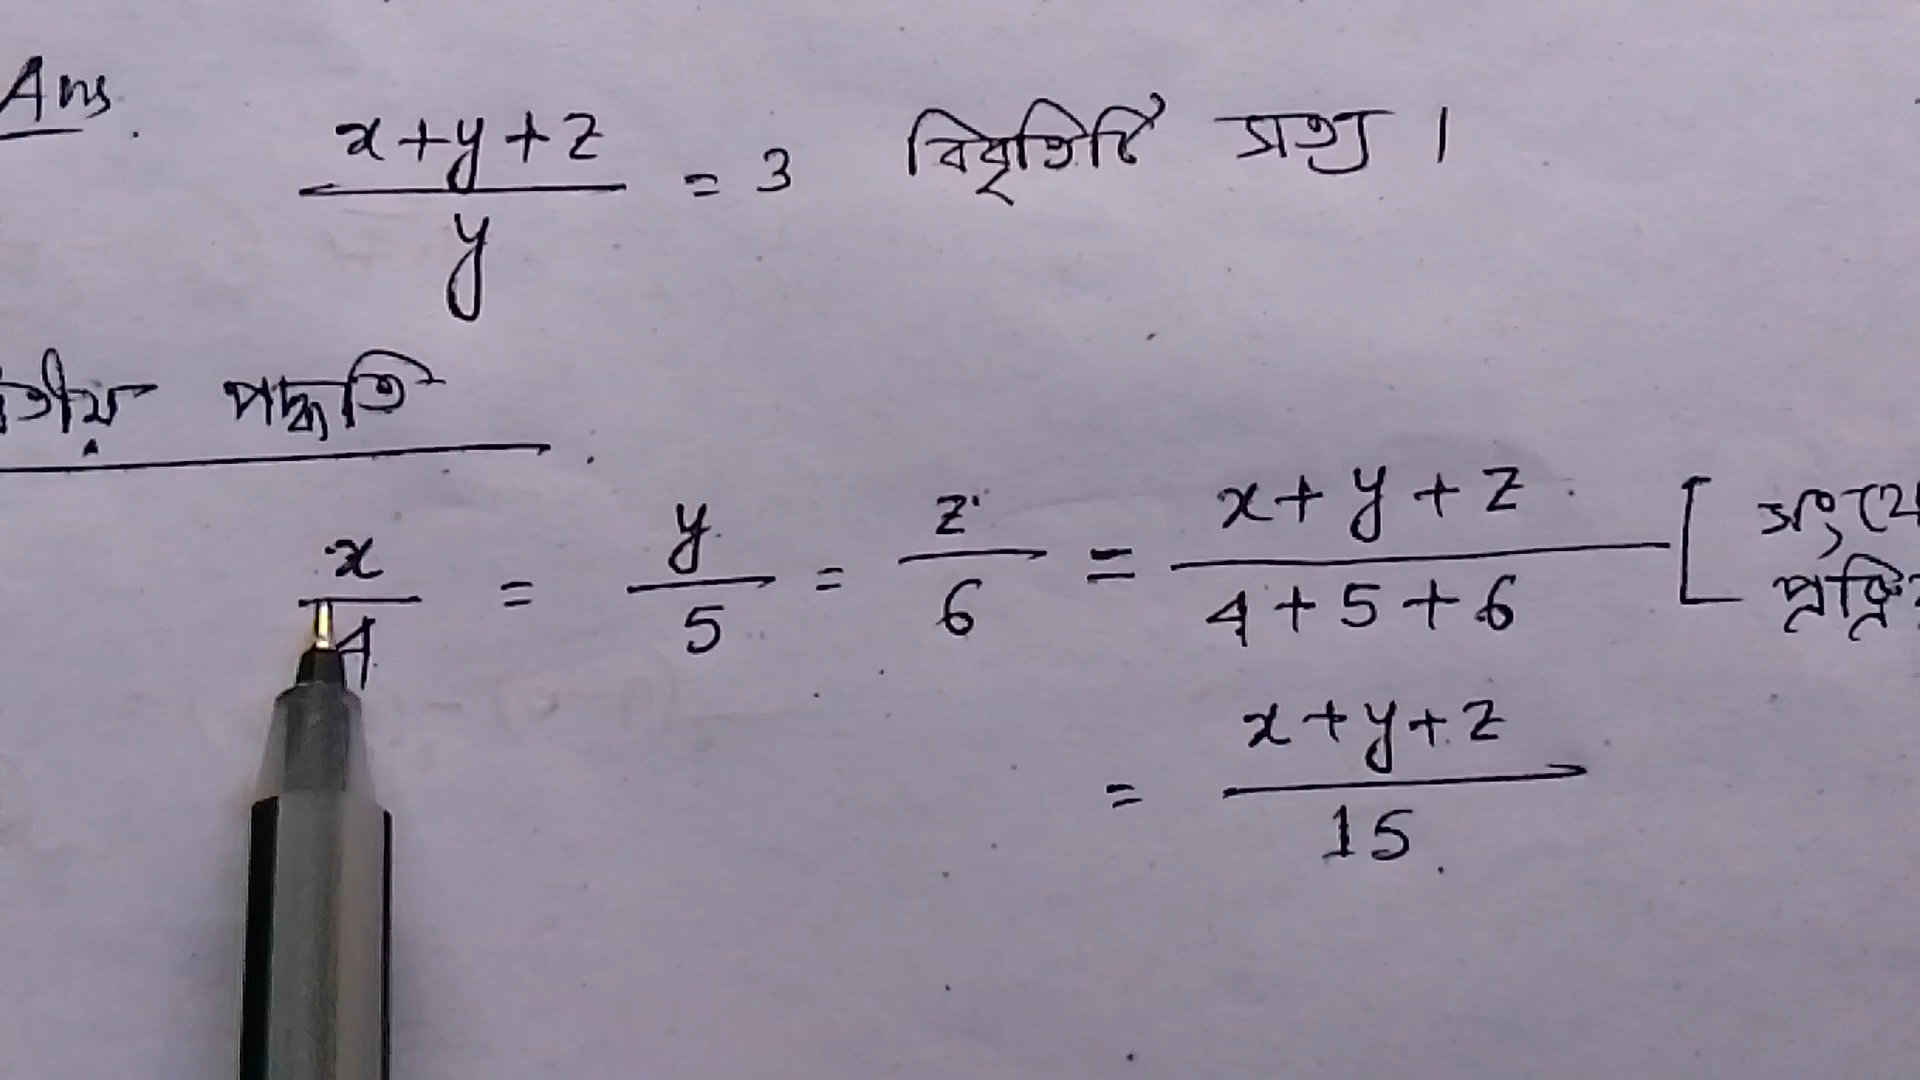 Ans.
x+y+z / y = 3 বিবৃতিটি সত্য ।
পদ্ধতি
x/4 = y/5 = z/6 = x+y+z / 4+5+6 [
= x+y+z / 15